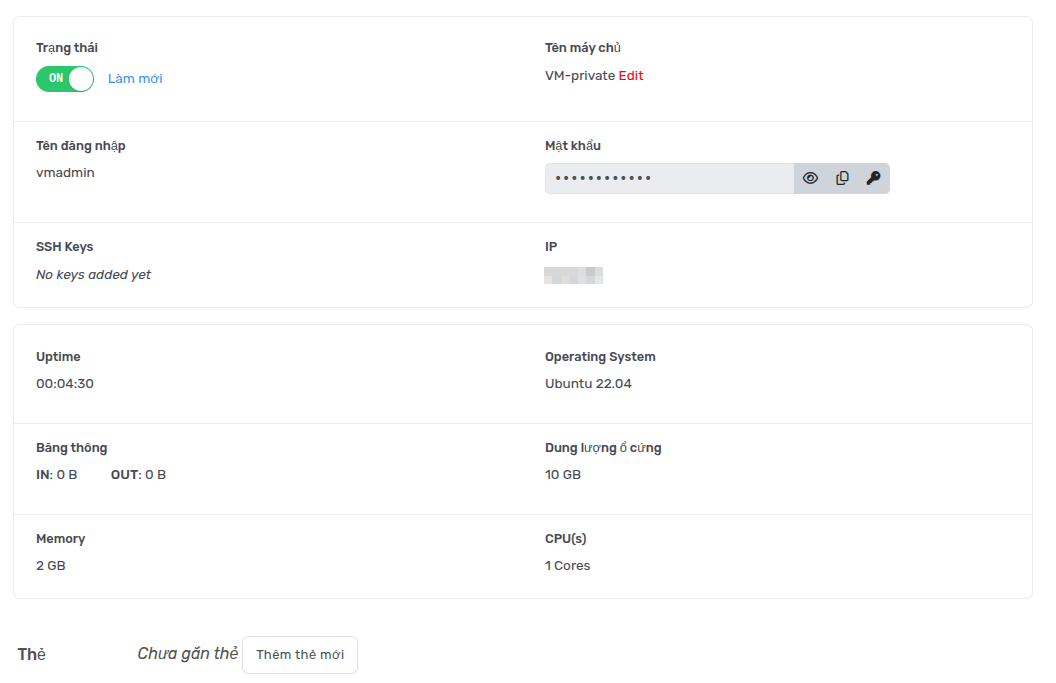 Trạng thái
Tên máy chủ
ON Làm mới
VM-private Edit
Tên đăng nhập
Mật khẩu
vmadmin
••••••••••••
SSH Keys
IP
No keys added yet
Uptime
Operating System
00:04:30
Ubuntu 22.04
Băng thông
Dung lượng ổ cứng
IN: 0 B OUT: 0 B
10 GB
Memory
CPU(s)
2 GB
1 Cores
Thẻ Chưa gắn thẻ Thêm thẻ mới